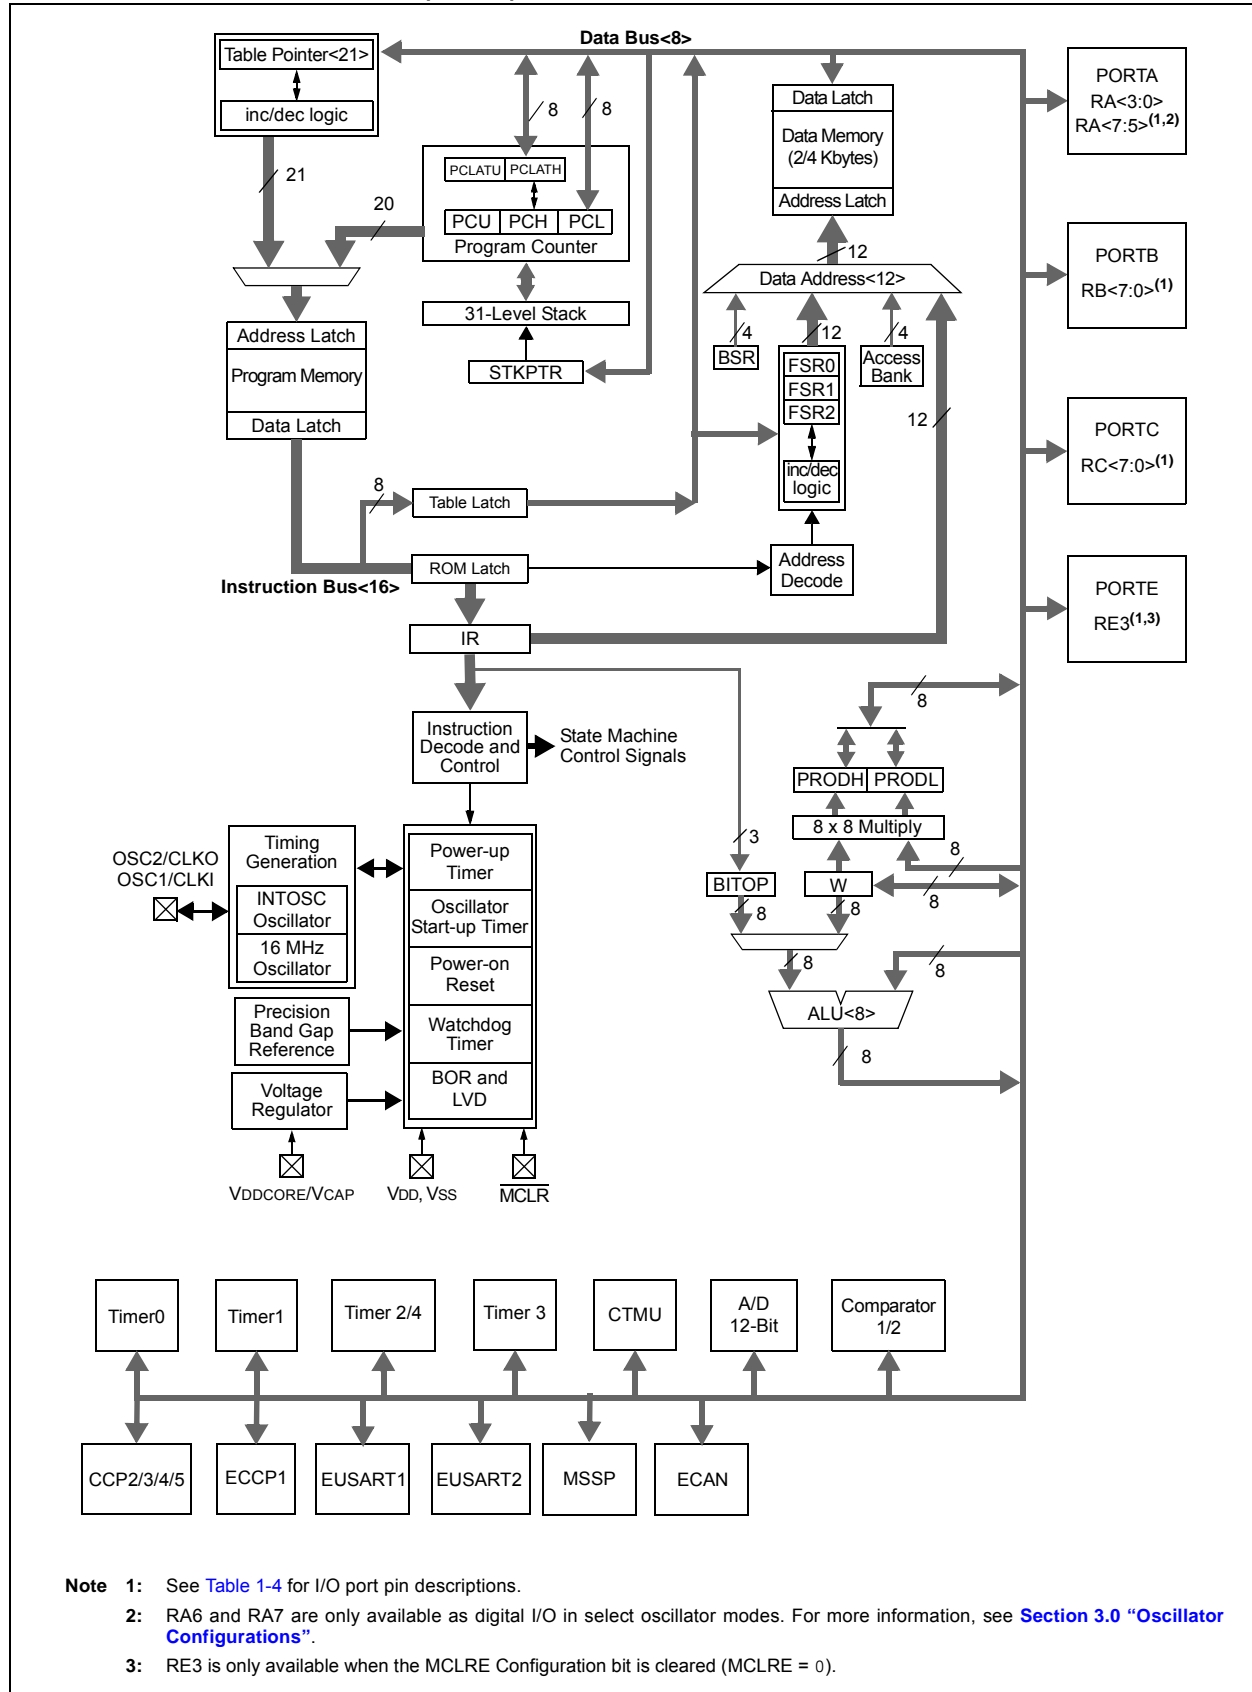 Data Bus<8>
Table Pointer<21>
inc/dec logic
21
20
8
8
PCLATU
PCLATH
PCU
PCH
PCL
Program Counter
31-Level Stack
STKPTR
Data Latch
Data Memory
(2/4 Kbytes)
Address Latch
12
Data Address<12>
4
12
4
BSR
FSR0
FSR1
FSR2
inc/dec
logic
Access
Bank
12
Address
Decode
PORTA
RA<3:0>
RA<7:5>(1,2)
PORTB
RB<7:0>(1)
PORTC
RC<7:0>(1)
PORTE
RE3(1,3)
Address Latch
Program Memory
Data Latch
8
Table Latch
ROM Latch
Instruction Bus<16>
IR
Instruction
Decode and
Control
State Machine
Control Signals
8
PRODH
PRODL
8 x 8 Multiply
8
3
BITOP
W
8
8
8
8
8
ALU<8>
8
OSC2/CLKO
OSC1/CLKI
Timing
Generation
INTOSC
Oscillator
16 MHz
Oscillator
Power-up
Timer
Oscillator
Start-up Timer
Power-on
Reset
Watchdog
Timer
BOR and
LVD
Precision
Band Gap
Reference
Voltage
Regulator
VDDCORE/VCAP
VDD, VSS
MCLR
Timer0
Timer1
Timer 2/4
Timer 3
CTMU
A/D
12-Bit
Comparator
1/2
CCP2/3/4/5
ECCP1
EUSART1
EUSART2
MSSP
ECAN
Note 1: See Table 1-4 for I/O port pin descriptions.
2: RA6 and RA7 are only available as digital I/O in select oscillator modes. For more information, see Section 3.0 “Oscillator
Configurations”.
3: RE3 is only available when the MCLRE Configuration bit is cleared (MCLRE = 0).